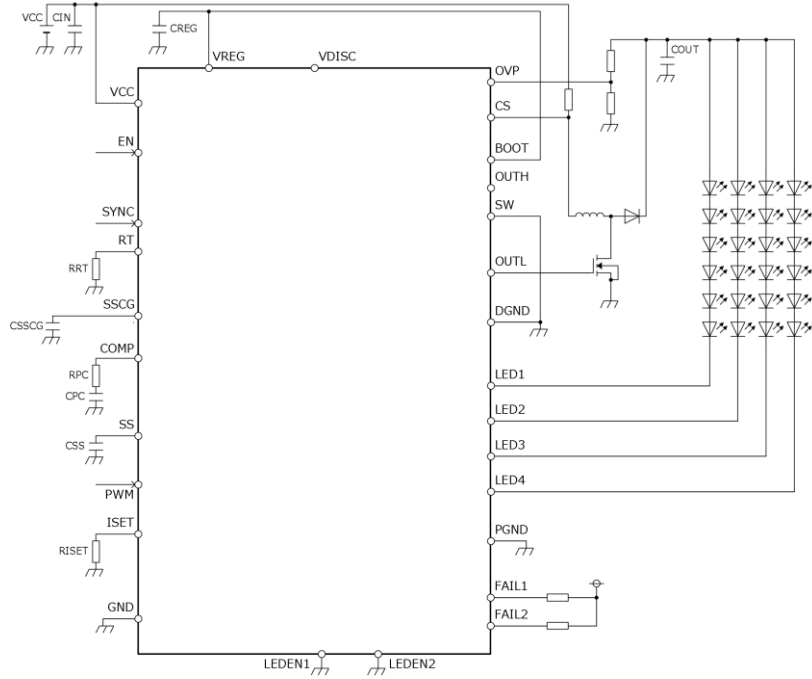 VCC CIN
CREG
COUT
VREG VDISC
OVP
VCC
CS
EN
BOOT
OUTH
SYNC
SW
RT
RRT
OUTL
SSCG
DGND
CSSCG
COMP
RPC
LED1
CPC
SS
LED2
CSS
LED3
PWM
LED4
ISET
PGND
RISET
FAIL1
GND
FAIL2
LEDEN1 LEDEN2